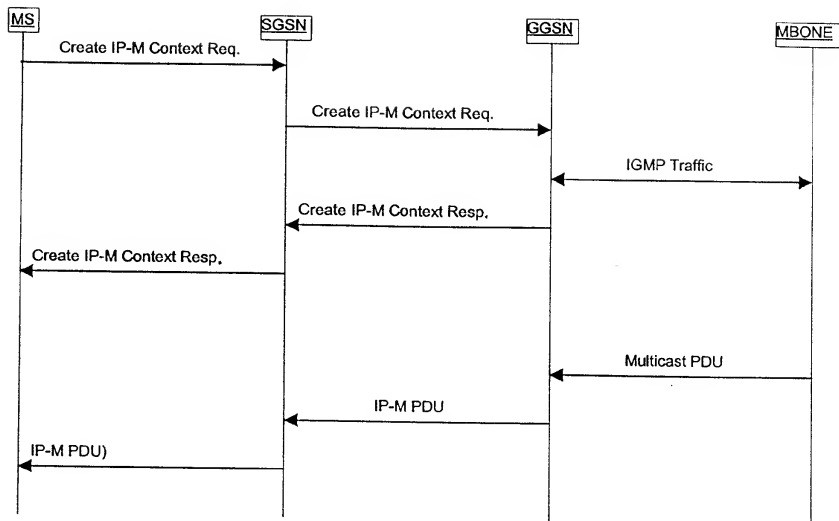 MS
SGSN
GGSN
MBONE
Create IP-M Context Req.
Create IP-M Context Req.
IGMP Traffic
Create IP-M Context Resp.
Create IP-M Context Resp.
Multicast PDU
IP-M PDU
IP-M PDU)